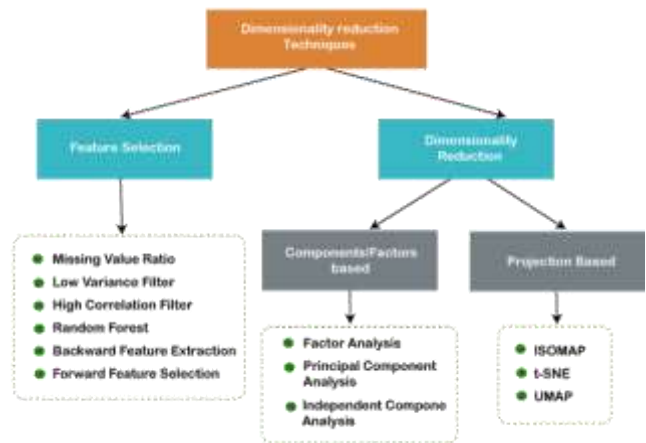 Dimensionality reduction
Techniques
Feature Selection
Dimensionality
Reduction
Missing Value Ratio
Low Variance Filter
High Correlation Filter
Random Forest
Backward Feature Extraction
Forward Feature Selection
Components/Factors
based
Projection Based
Factor Analysis
Principal Component
Analysis
Independent Compone
Analysis
ISOMAP
t-SNE
UMAP